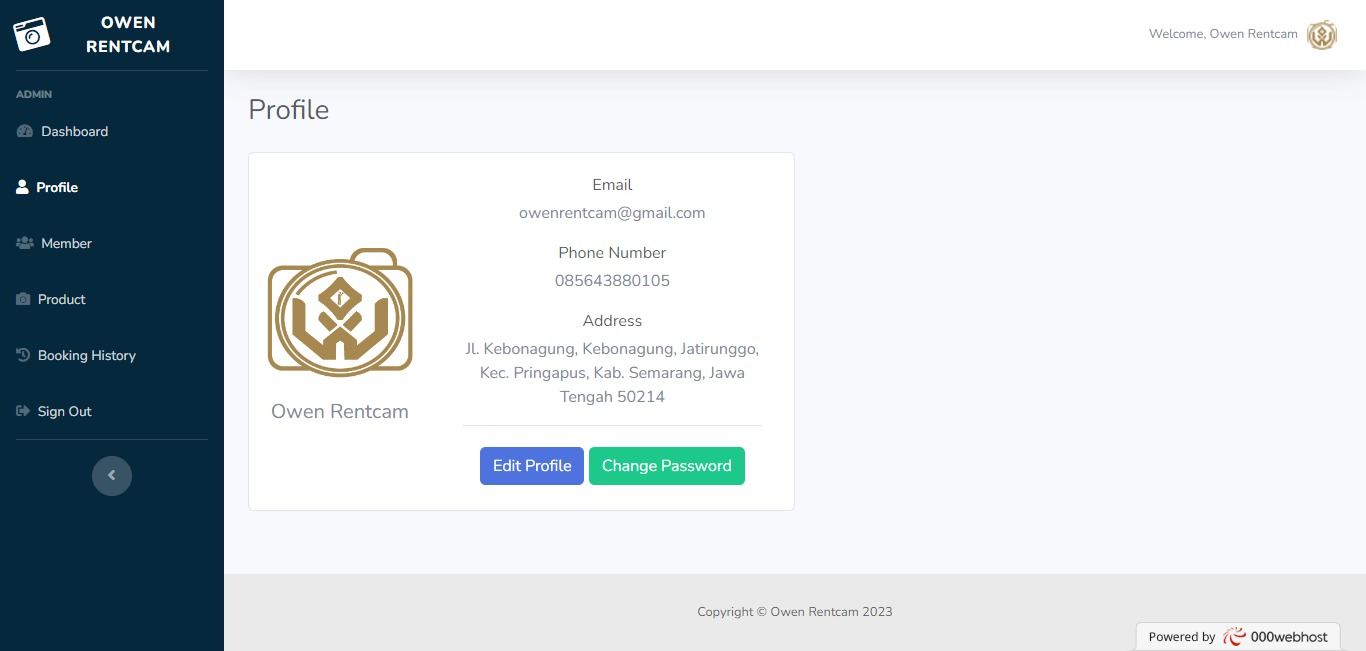 OWEN
RENTCAM
Welcome, Owen Rentcam
ADMIN
Dashboard
Profile
Member
Product
Booking History
Sign Out
Profile
Owen Rentcam
Email
owenrentcam@gmail.com
Phone Number
085643880105
Address
Jl. Kebonagung, Kebonagung, Jatirunggo,
Kec. Pringapus, Kab. Semarang, Jawa
Tengah 50214
Edit Profile
Change Password
Copyright © Owen Rentcam 2023
Powered by 000webhost